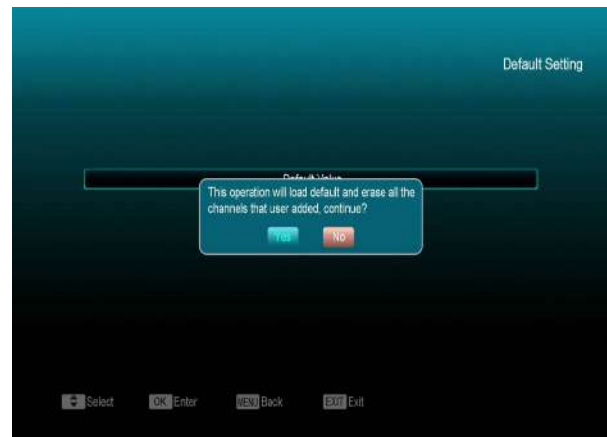 Default Setting
Default Value
This operation will load default and erase all the
channels that user added, continue?
Yes No
Select OK Enter MENU Back EXIT Exit